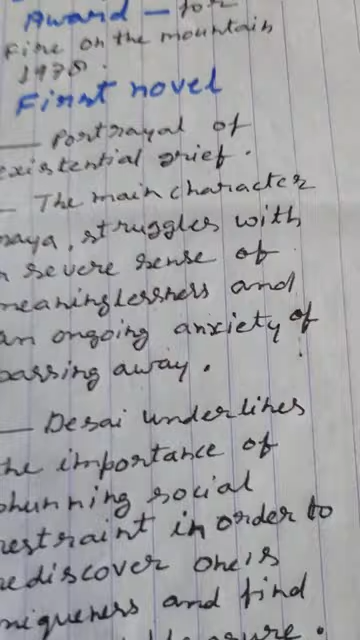 Award — for
Fire on the mountain
First novel
— Portrayal of
existential grief.
— The main character
maya, struggles with
a severe sense of
meaninglessness and
an ongoing anxiety of
passing away.
— Desai underlines
the importance of
shunning social
restraint in order to
rediscover one's
uniqueness and find